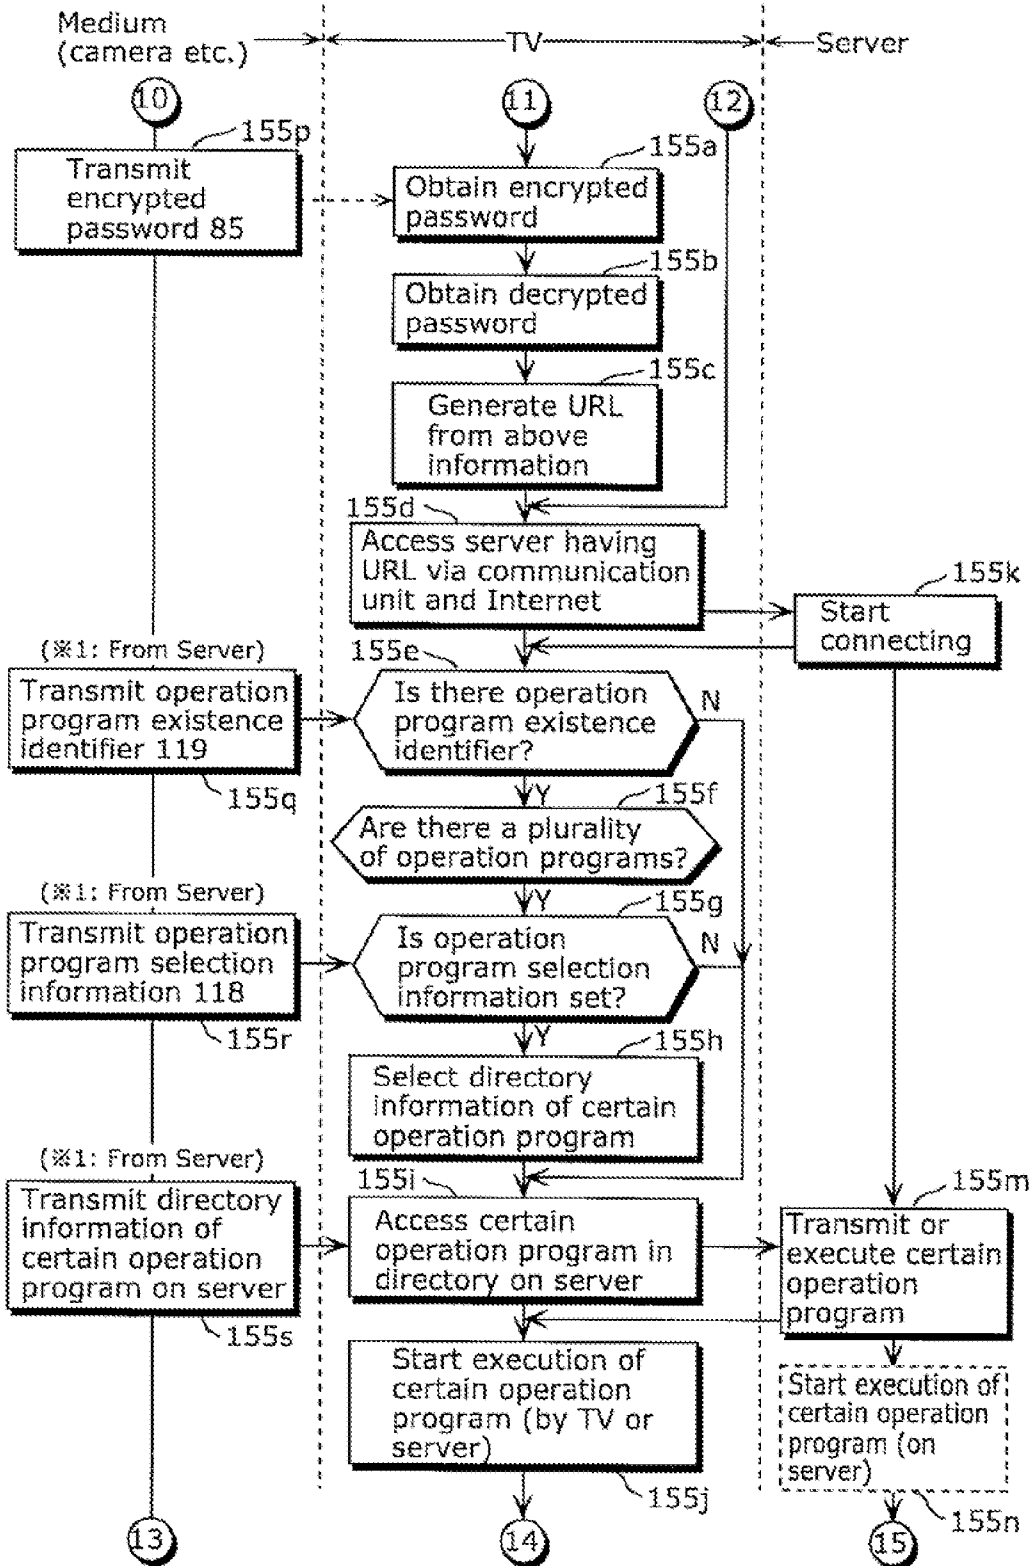 Medium
(camera etc.)
TV
Server
10
11
12
155p
Transmit
encrypted
password 85
155a
Obtain encrypted
password
155b
Obtain decrypted
password
155c
Generate URL
from above
information
155d
Access server having
URL via communication
unit and Internet
155k
Start
connecting
(※1: From Server)
Transmit operation
program existence
identifier 119
155q
155e
Is there operation
program existence
identifier?
N
Y
155f
Are there a plurality
of operation programs?
Y
(※1: From Server)
Transmit operation
program selection
information 118
155r
155g
Is operation
program selection
information set?
N
Y
155h
Select directory
information of certain
operation program
(※1: From Server)
Transmit directory
information of
certain operation
program on server
155s
155i
Access certain
operation program in
directory on server
155m
Transmit or
execute certain
operation
program
Start execution of
certain operation
program (by TV or
server)
155j
Start execution of
certain operation
program (on
server)
155n
13
14
15